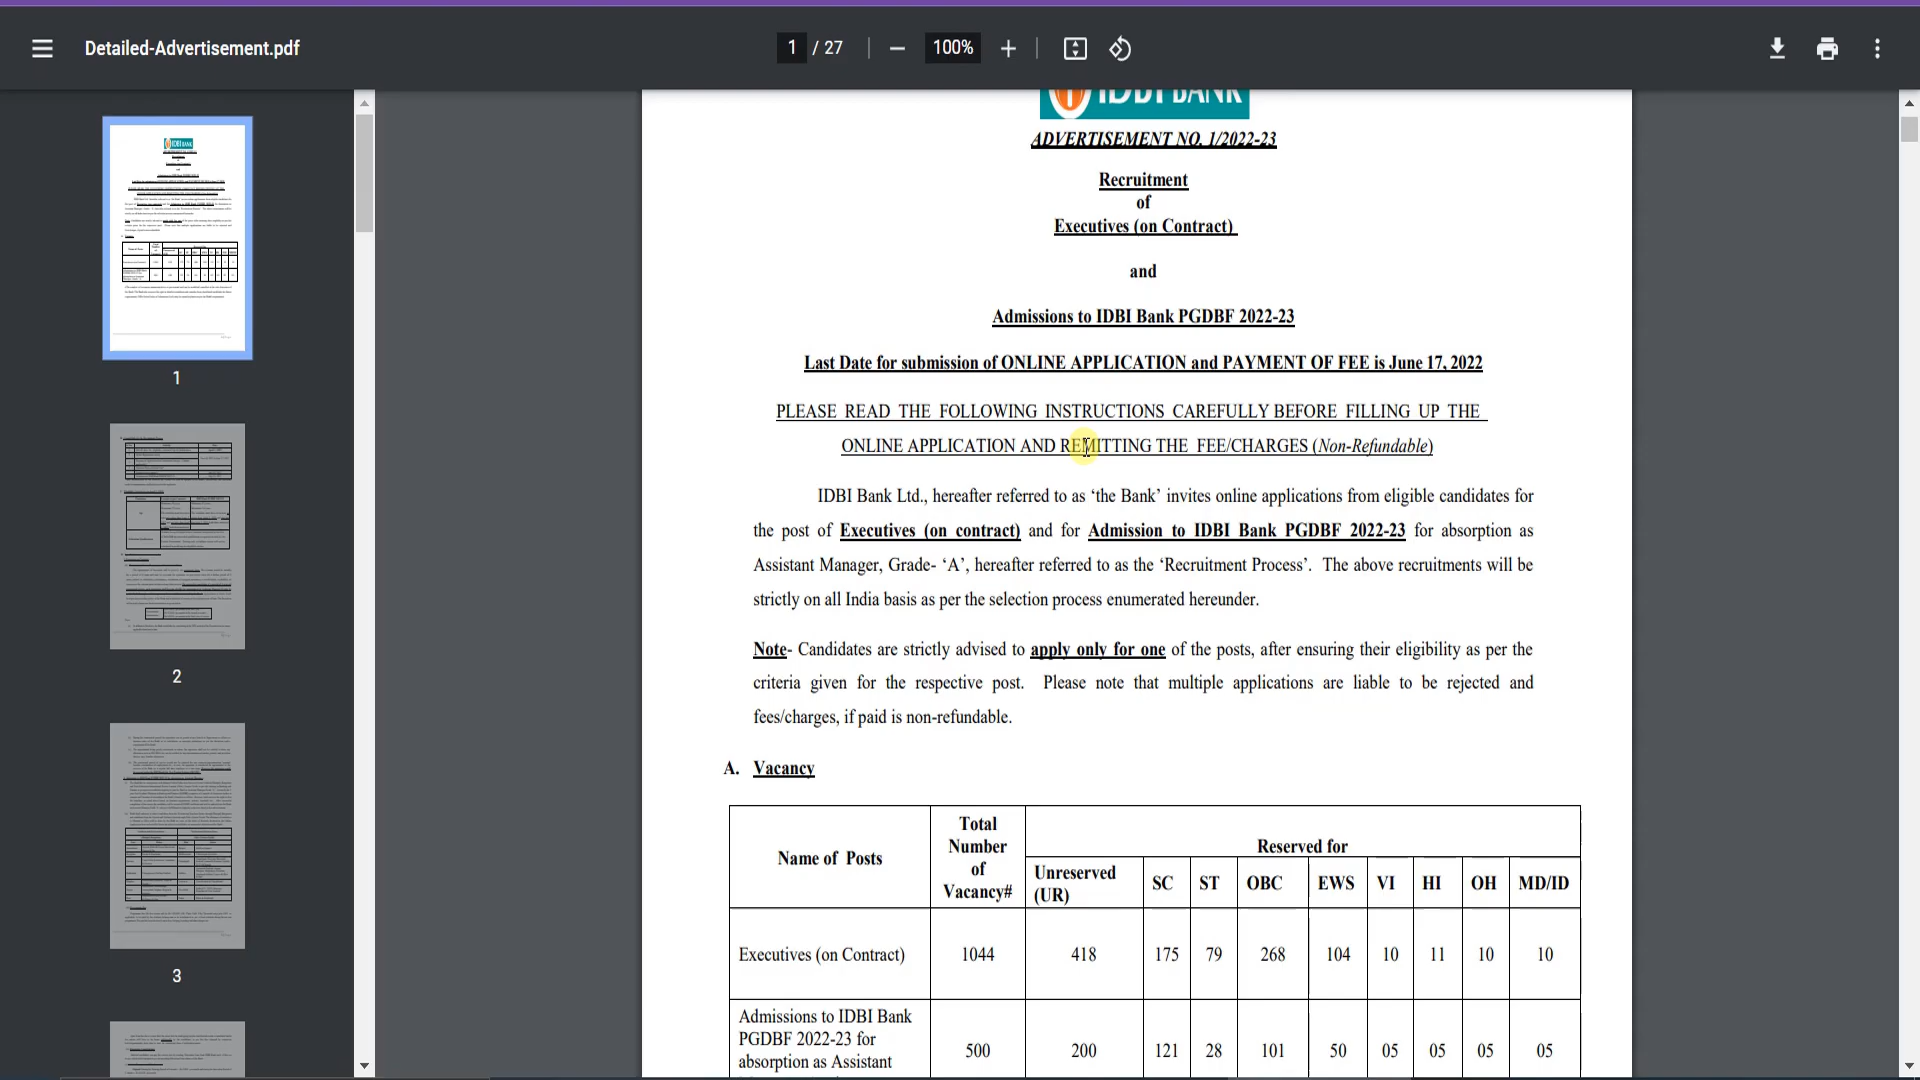 Detailed-Advertisement.pdf
1 / 27
100%
IDBI BANK
ADVERTISEMENT NO. 1/2022-23
Recruitment
of
Executives (on Contract)
and
Admissions to IDBI Bank PGDBF 2022-23
Last Date for submission of ONLINE APPLICATION and PAYMENT OF FEE is June 17, 2022
PLEASE READ THE FOLLOWING INSTRUCTIONS CAREFULLY BEFORE FILLING UP THE
ONLINE APPLICATION AND REMITTING THE FEE/CHARGES (Non-Refundable)
IDBI Bank Ltd., hereafter referred to as ‘the Bank’ invites online applications from eligible candidates for
the post of Executives (on contract) and for Admission to IDBI Bank PGDBF 2022-23 for absorption as
Assistant Manager, Grade- ‘A’, hereafter referred to as the ‘Recruitment Process’. The above recruitments will be
strictly on all India basis as per the selection process enumerated hereunder.
Note- Candidates are strictly advised to apply only for one of the posts, after ensuring their eligibility as per the
criteria given for the respective post. Please note that multiple applications are liable to be rejected and
fees/charges, if paid is non-refundable.
A. Vacancy
Name of Posts
Total
Number
of
Vacancy#
Reserved for
Unreserved
(UR)
SC ST OBC EWS VI HI OH MD/ID
Executives (on Contract) 1044 418 175 79 268 104 10 11 10 10
Admissions to IDBI Bank
PGDBF 2022-23 for
absorption as Assistant
500 200 121 28 101 50 05 05 05 05
1
2
3